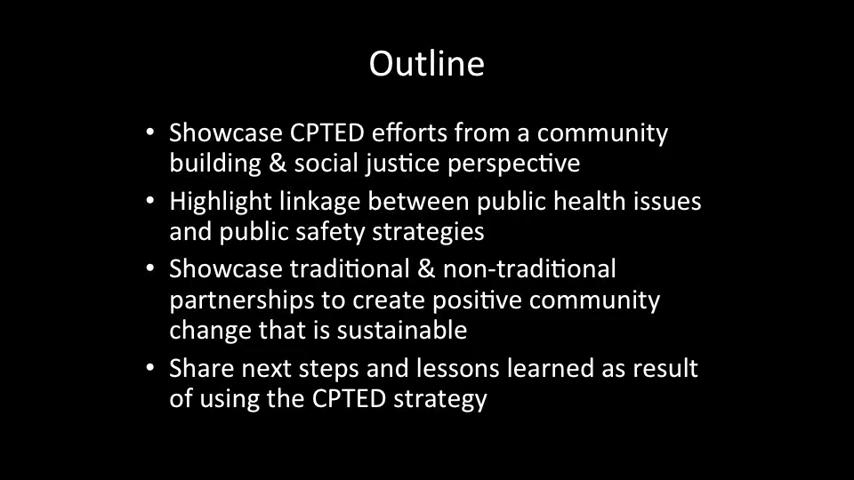 Outline
• Showcase CPTED efforts from a community
building & social justice perspective
• Highlight linkage between public health issues
and public safety strategies
• Showcase traditional & non-traditional
partnerships to create positive community
change that is sustainable
• Share next steps and lessons learned as result
of using the CPTED strategy